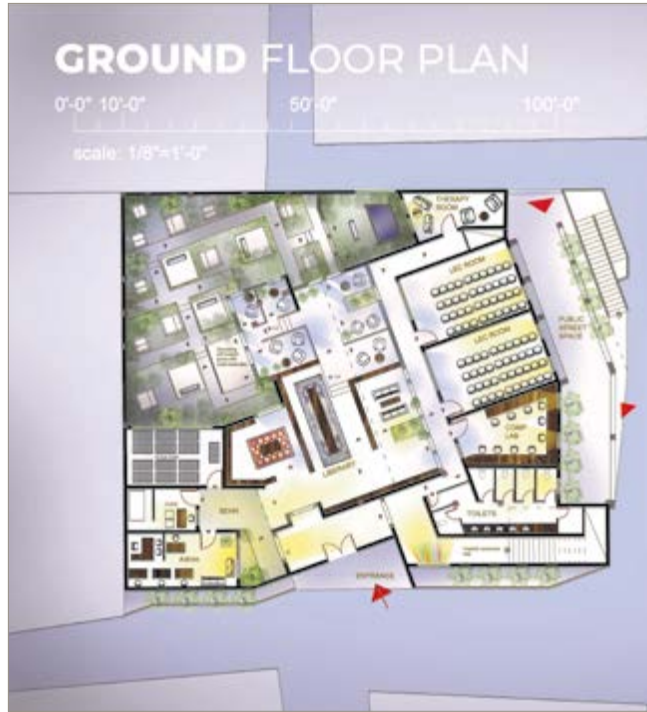 GROUND FLOOR PLAN
0'-0" 10'-0" 50'-0" 100'-0"
scale: 1/8"=1'-0"
THERAPY
ROOM
LEC ROOM
LEC ROOM
PUBLIC
STREET
SPACE
COMP
LAB
LIBRARY
TOILETS
ENTRANCE